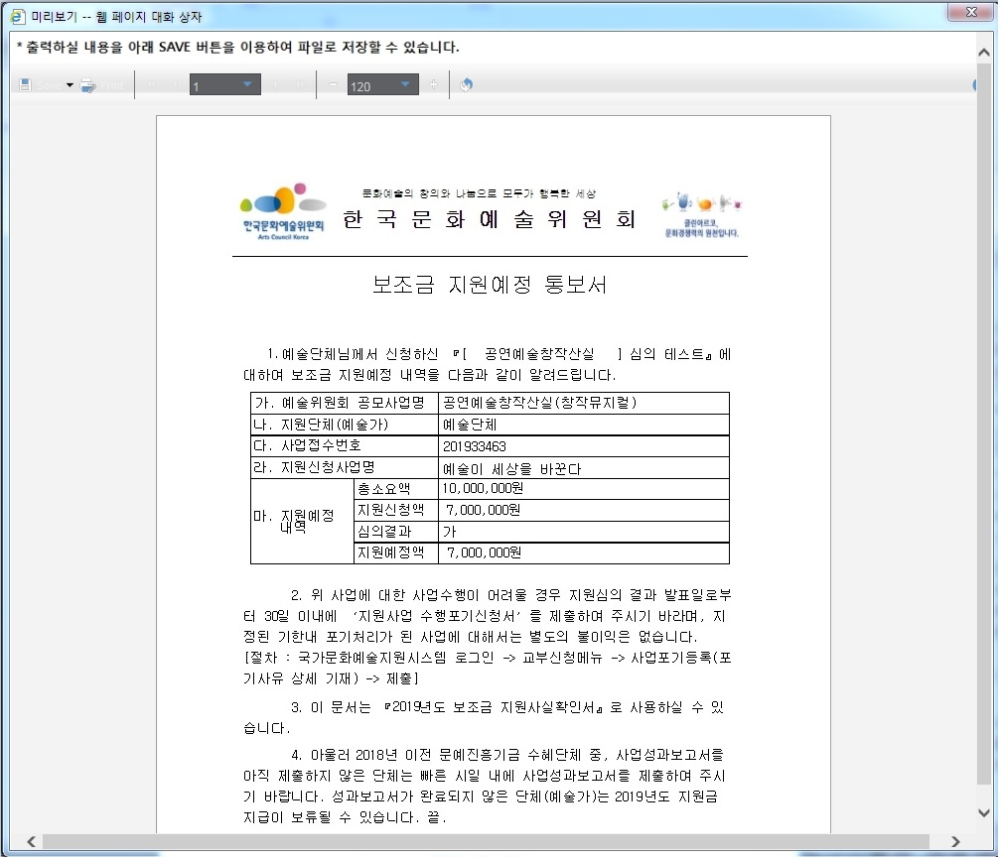 미리보기 -- 웹 페이지 대화 상자
* 출력하실 내용을 아래 SAVE 버튼을 이용하여 파일로 저장할 수 있습니다.
Save Print 1 120
문화예술의 창의와 나눔으로 모두가 행복한 세상
한국문화예술위원회
한국문화예술위원회
Arts Council Korea
클린아르코,
문화경쟁력의 원천입니다.
보조금 지원예정 통보서
1. 예술단체님께서 신청하신 『[ 공연예술창작산실 ] 심의 테스트』에
대하여 보조금 지원예정 내역을 다음과 같이 알려드립니다.
가. 예술위원회 공모사업명 공연예술창작산실(창작뮤지컬)
나. 지원단체(예술가) 예술단체
다. 사업접수번호 201933463
라. 지원신청사업명 예술이 세상을 바꾼다
마. 지원예정
내역
총소요액 10,000,000원
지원신청액 7,000,000원
심의결과 가
지원예정액 7,000,000원
2. 위 사업에 대한 사업수행이 어려울 경우 지원심의 결과 발표일로부
터 30일 이내에 ‘지원사업 수행포기신청서’를 제출하여 주시기 바라며, 지
정된 기한내 포기처리가 된 사업에 대해서는 별도의 불이익은 없습니다.
[절차 : 국가문화예술지원시스템 로그인 -> 교부신청메뉴 -> 사업포기등록(포
기사유 상세 기재) -> 제출]
3. 이 문서는 『2019년도 보조금 지원사실확인서』로 사용하실 수 있
습니다.
4. 아울러 2018년 이전 문예진흥기금 수혜단체 중, 사업성과보고서를
아직 제출하지 않은 단체는 빠른 시일 내에 사업성과보고서를 제출하여 주시
기 바랍니다. 성과보고서가 완료되지 않은 단체(예술가)는 2019년도 지원금
지급이 보류될 수 있습니다. 끝.